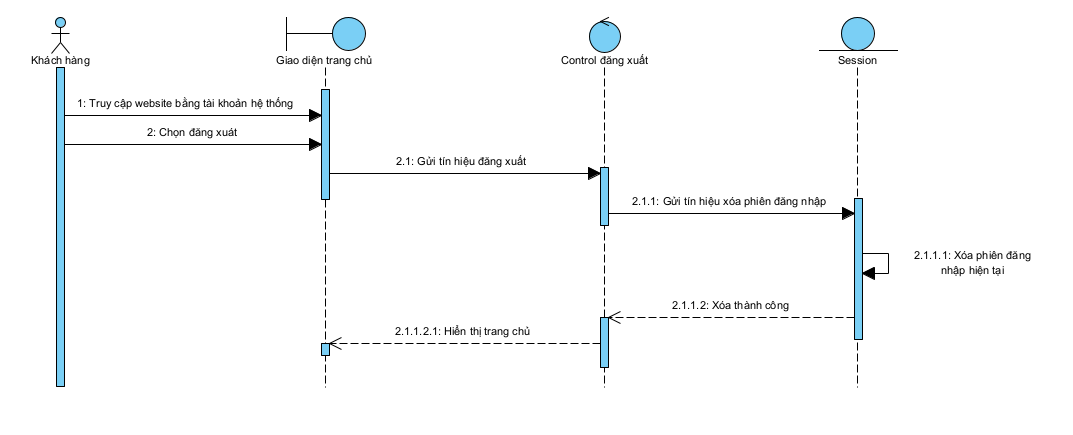 Khách hàng
Giao diện trang chủ
Control đăng xuất
Session
1: Truy cập website bằng tài khoản hệ thống
2: Chọn đăng xuát
2.1: Gửi tín hiệu đăng xuất
2.1.1: Gửi tín hiệu xóa phiên đăng nhập
2.1.1.1: Xóa phiên đăng
nhập hiện tại
2.1.1.2: Xóa thành công
2.1.1.2.1: Hiển thị trang chủ